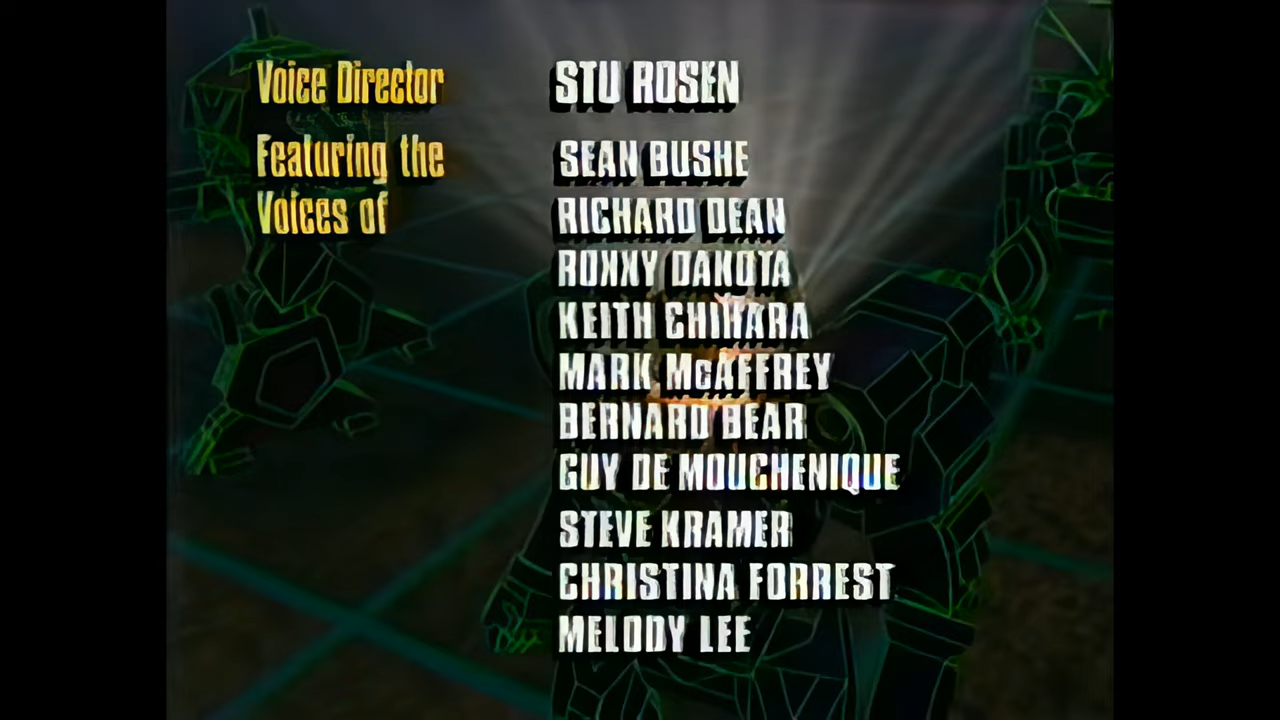 Voice Director STU ROSEN
Featuring the SEAN BUSHE
Voices of RICHARD DEAN
ROXXY DAKOTA
KEITH CHIHARA
MARK McAFFREY
BERNARD BEAR
GUY DE MOUCHENIQUE
STEVE KRAMER
CHRISTINA FORREST
MELODY LEE